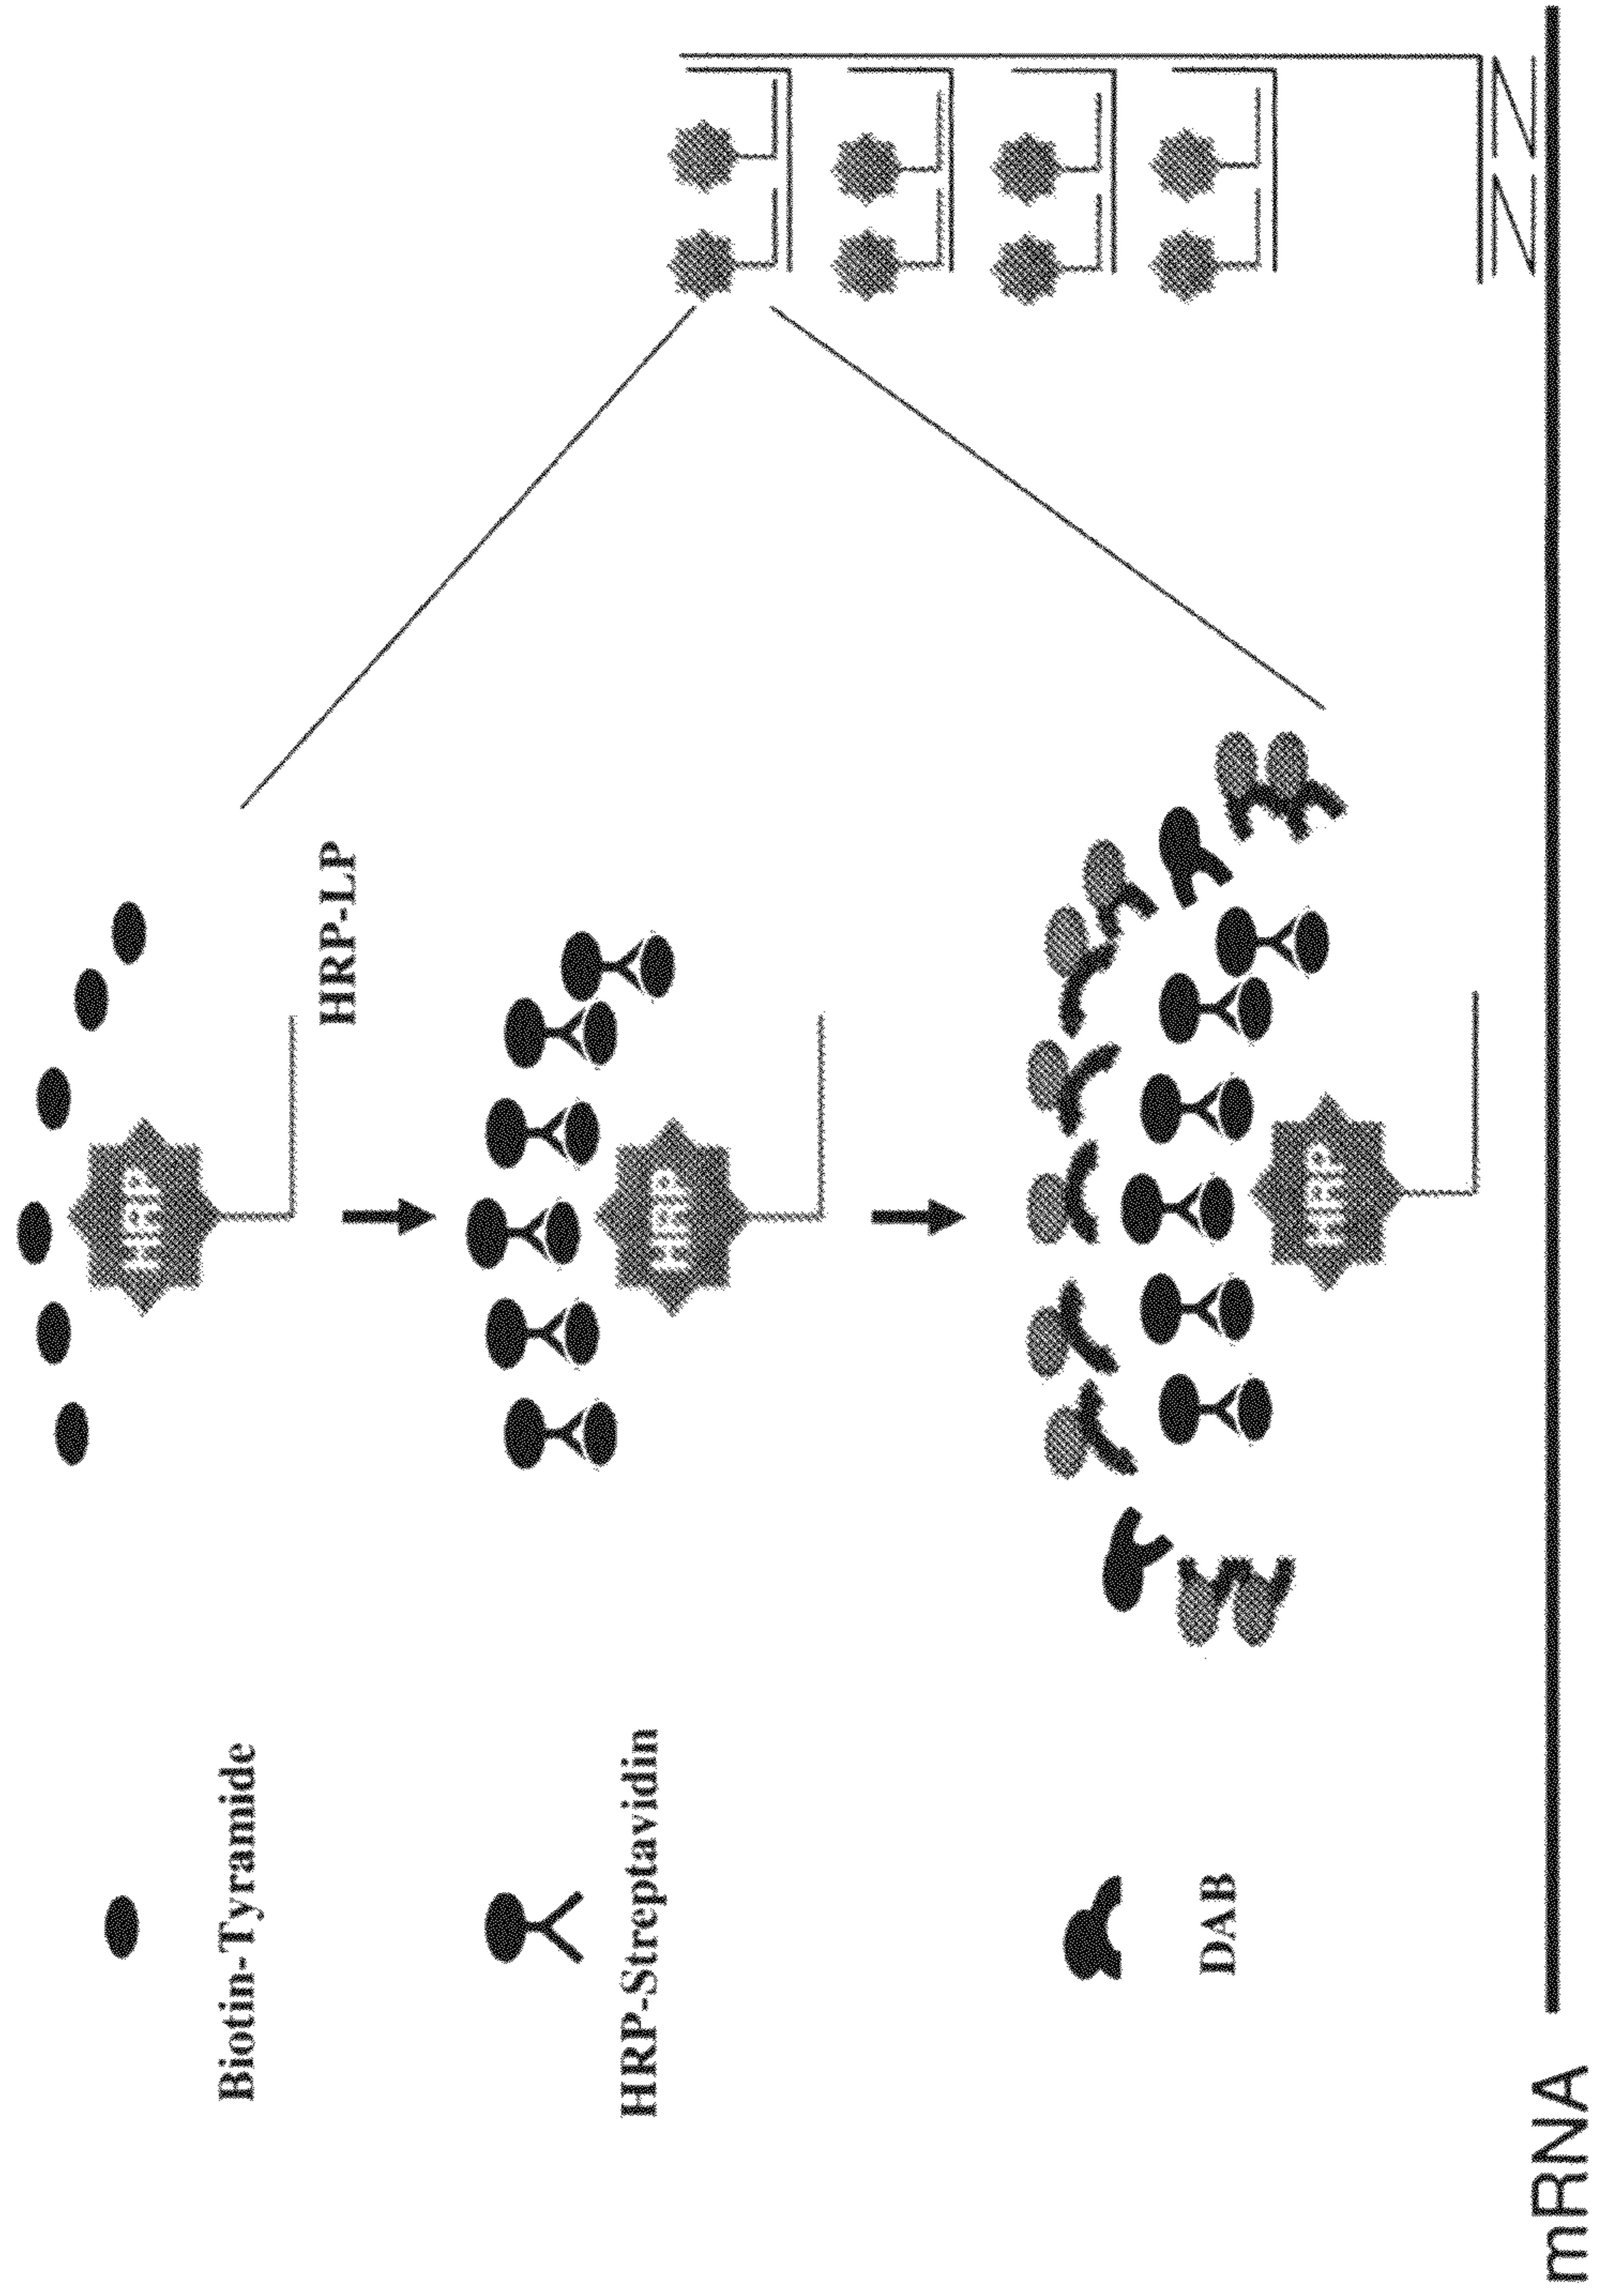 Biotin-Tyramide
HRP
HRP-LP
HRP-Streptavidin
HRP
DAB
HRP
mRNA